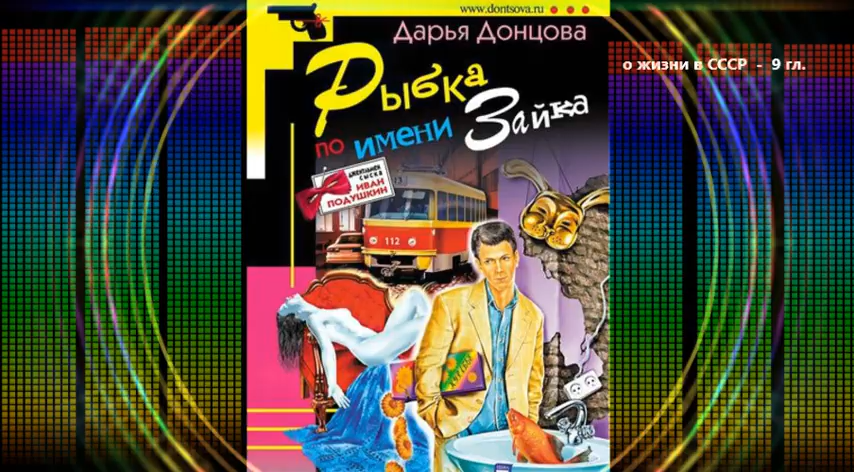 www.dontsova.ru
Дарья Донцова
о жизни в СССР - 9 гл.
Рыбка
по имени Зайка
джентльмен
сыска
Иван
Подушкин
112